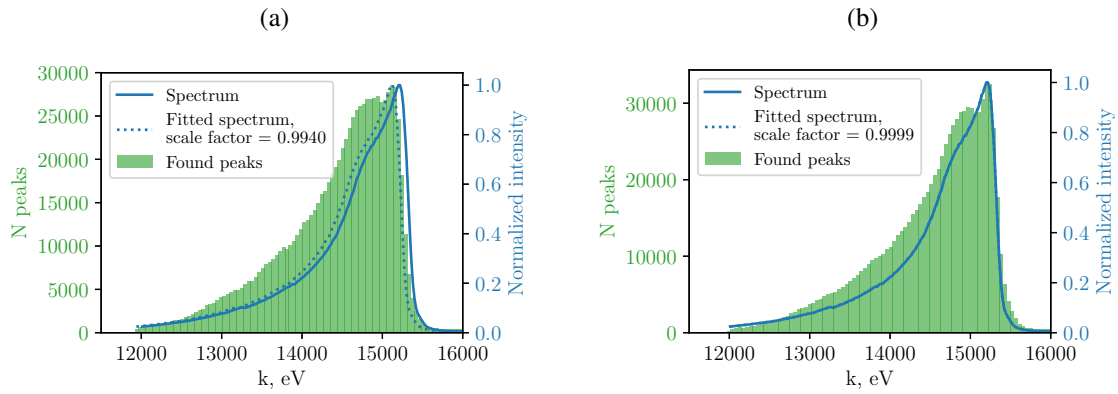 (a)
30000
25000
20000
15000
10000
5000
0
N peaks
Spectrum
Fitted spectrum,
scale factor = 0.9940
Found peaks
1.0
0.8
0.6
0.4
0.2
0.0
Normalized intensity
12000 13000 14000 15000 16000
k, eV
(b)
30000
20000
10000
0
N peaks
Spectrum
Fitted spectrum,
scale factor = 0.9999
Found peaks
1.0
0.8
0.6
0.4
0.2
0.0
Normalized intensity
12000 13000 14000 15000 16000
k, eV